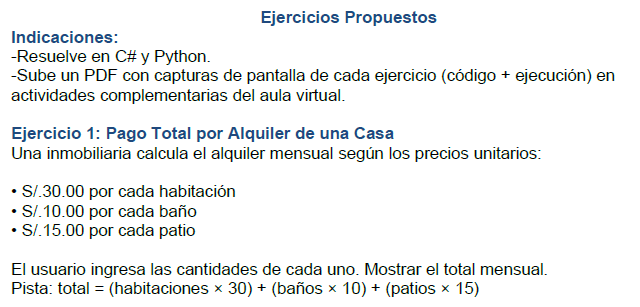 Ejercicios Propuestos
Indicaciones:
-Resuelve en C# y Python.
-Sube un PDF con capturas de pantalla de cada ejercicio (código + ejecución) en
actividades complementarias del aula virtual.
Ejercicio 1: Pago Total por Alquiler de una Casa
Una inmobiliaria calcula el alquiler mensual según los precios unitarios:
• S/.30.00 por cada habitación
• S/.10.00 por cada baño
• S/.15.00 por cada patio
El usuario ingresa las cantidades de cada uno. Mostrar el total mensual.
Pista: total = (habitaciones × 30) + (baños × 10) + (patios × 15)